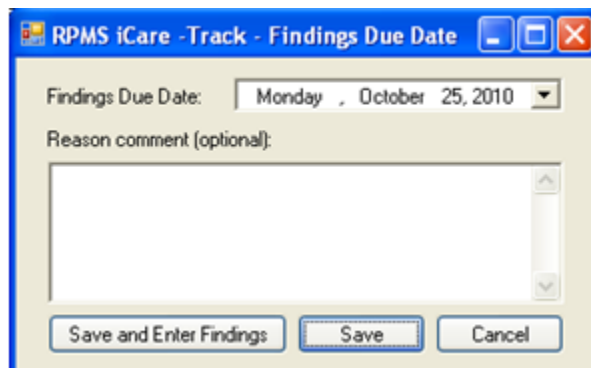 RPMS iCare -Track - Findings Due Date
Findings Due Date: Monday , October 25, 2010
Reason comment (optional):
Save and Enter Findings Save Cancel